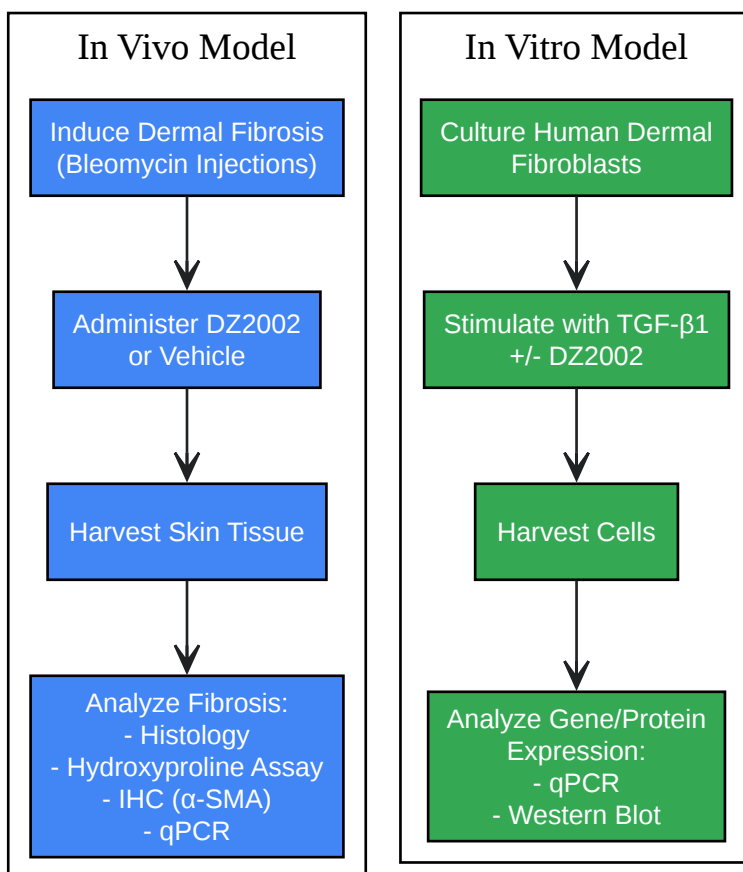 In Vivo Model
Induce Dermal Fibrosis
(Bleomycin Injections)
Administer DZ2002
or Vehicle
Harvest Skin Tissue
Analyze Fibrosis:
- Histology
- Hydroxyproline Assay
- IHC (α-SMA)
- qPCR
In Vitro Model
Culture Human Dermal
Fibroblasts
Stimulate with TGF-β1
+/- DZ2002
Harvest Cells
Analyze Gene/Protein
Expression:
- qPCR
- Western Blot